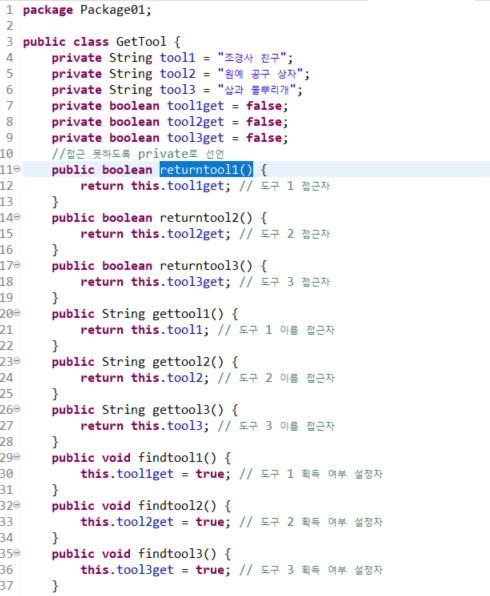 1 package Package01;
2
3 public class GetTool {
4     private String tool1 = "조경사 친구";
5     private String tool2 = "원예 공구 상자";
6     private String tool3 = "삽과 물뿌리개";
7     private boolean tool1get = false;
8     private boolean tool2get = false;
9     private boolean tool3get = false;
10     //접근 못하도록 private로 선언
11     public boolean returntool1() {
12         return this.tool1get; // 도구 1 접근자
13     }
14     public boolean returntool2() {
15         return this.tool2get; // 도구 2 접근자
16     }
17     public boolean returntool3() {
18         return this.tool3get; // 도구 3 접근자
19     }
20     public String gettool1() {
21         return this.tool1; // 도구 1 이름 접근자
22     }
23     public String gettool2() {
24         return this.tool2; // 도구 2 이름 접근자
25     }
26     public String gettool3() {
27         return this.tool3; // 도구 3 이름 접근자
28     }
29     public void findtool1() {
30         this.tool1get = true; // 도구 1 획득 여부 설정자
31     }
32     public void findtool2() {
33         this.tool2get = true; // 도구 2 획득 여부 설정자
34     }
35     public void findtool3() {
36         this.tool3get = true; // 도구 3 획득 여부 설정자
37     }